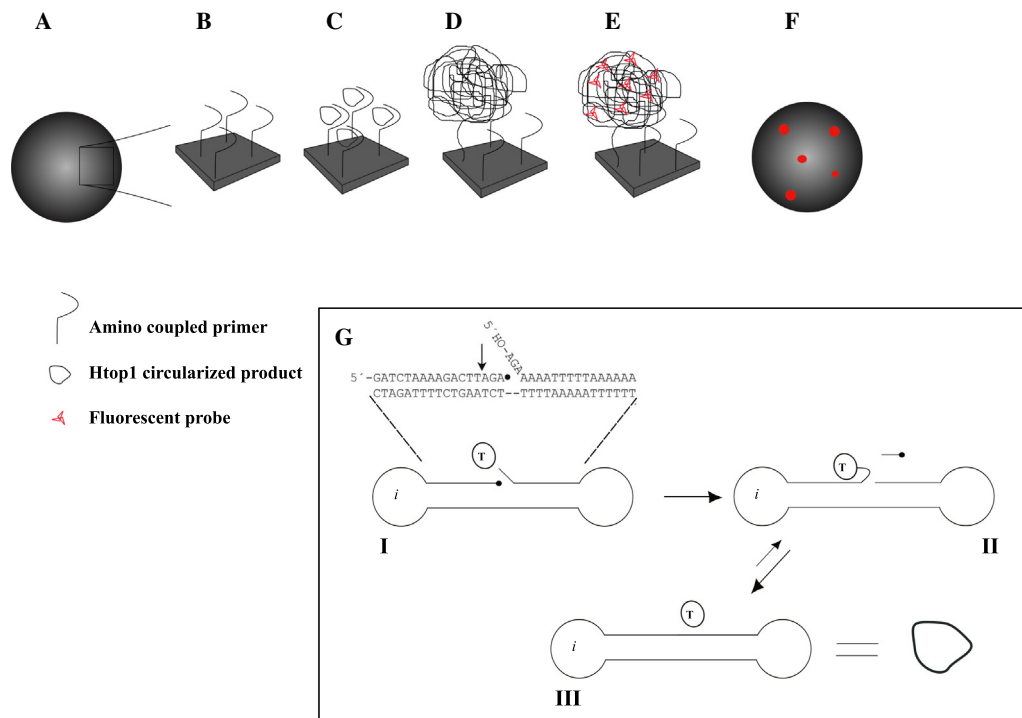 A B C D E F
Amino coupled primer
Htop1 circularized product
Fluorescent probe
G
5´HO-AGA
5´-GATCTAAAAGACTTAGA•AAAATTTTTAAAAAA
CTAGATTTTCTGAATCT--TTTTAAAAATTTTTT
T
i
I
T
i
II
T
i
III